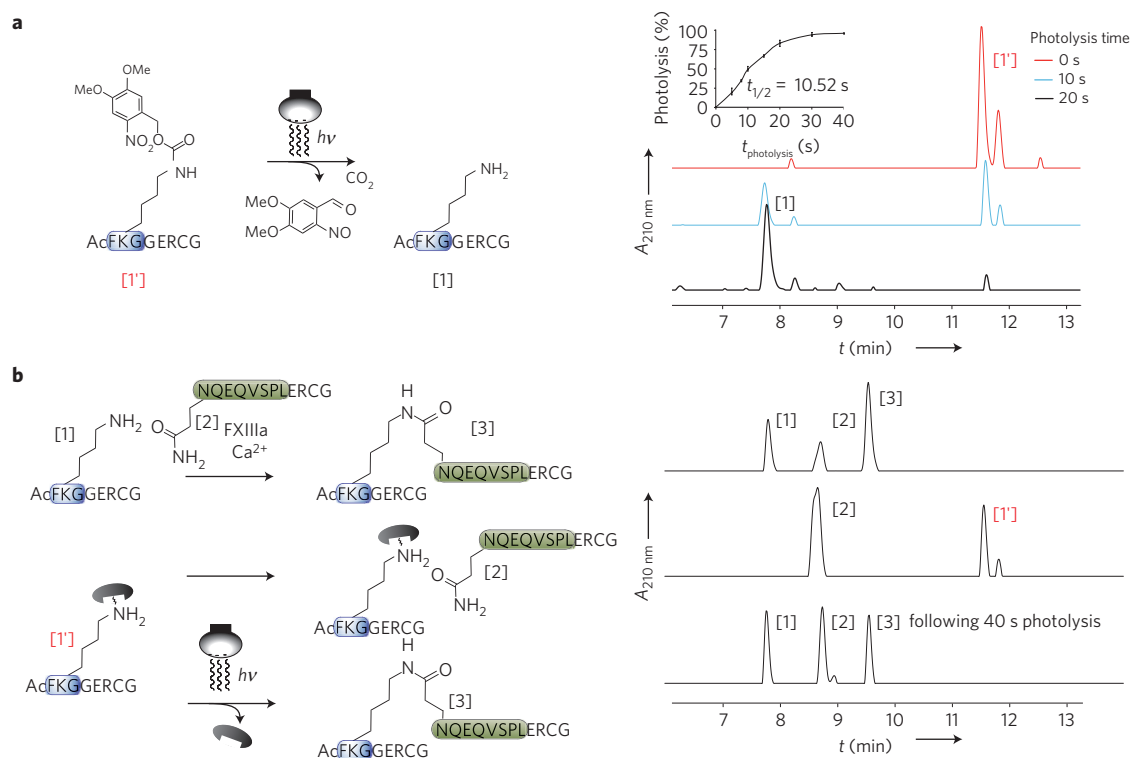 a
OMe
MeO
NO2
O
O
NH
hν
CO2
MeO
MeO
O
NO
NH2
AcFKGGERCG
[1']
AcFKGGERCG
[1]
Photolysis (%)
100
75
50
25
0
t1/2 = 10.52 s
0 10 20 30 40
tphotolysis (s)
[1']
Photolysis time
0 s
10 s
20 s
[1]
A210 nm
7 8 9 10 11 12 13
t (min)
b
[1]
NH2
NQEQVSPLERCG
O
NH2
[2]
FXIIIa
Ca2+
AcFKGGERCG
H
N
O
[3]
NQEQVSPLERCG
AcFKGGERCG
NH2
[1']
AcFKGGERCG
hν
NH2
NQEQVSPLERCG
O
NH2
[2]
AcFKGGERCG
H
N
O
[3]
NQEQVSPLERCG
AcFKGGERCG
[1] [2] [3]
[2] [1']
[1] [2] [3] following 40 s photolysis
A210 nm
7 8 9 10 11 12 13
t (min)